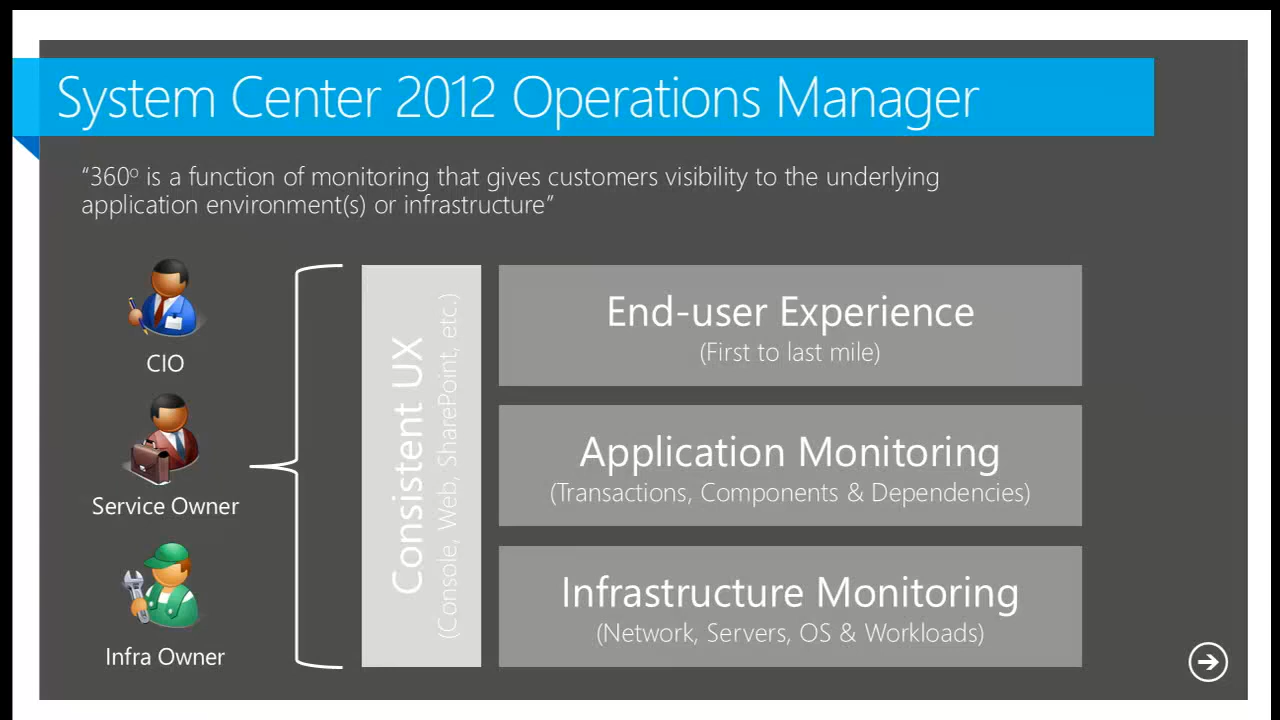 System Center 2012 Operations Manager
“360º is a function of monitoring that gives customers visibility to the underlying
application environment(s) or infrastructure”
CIO
Service Owner
Infra Owner
Consistent UX
(Console, Web, SharePoint, etc.)
End-user Experience
(First to last mile)
Application Monitoring
(Transactions, Components & Dependencies)
Infrastructure Monitoring
(Network, Servers, OS & Workloads)